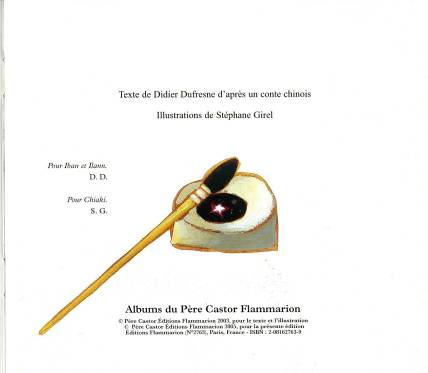 Texte de Didier Dufresne d'après un conte chinois
Illustrations de Stéphane Girel
Pour Iban et Ilann.
D. D.
Pour Chiaki.
S. G.
Albums du Père Castor Flammarion
© Père Castor Éditions Flammarion 2003, pour le texte et l'illustration
© Père Castor Éditions Flammarion 2005, pour la présente édition
Éditions Flammarion (N°2763), Paris, France - ISBN : 2-08162763-9